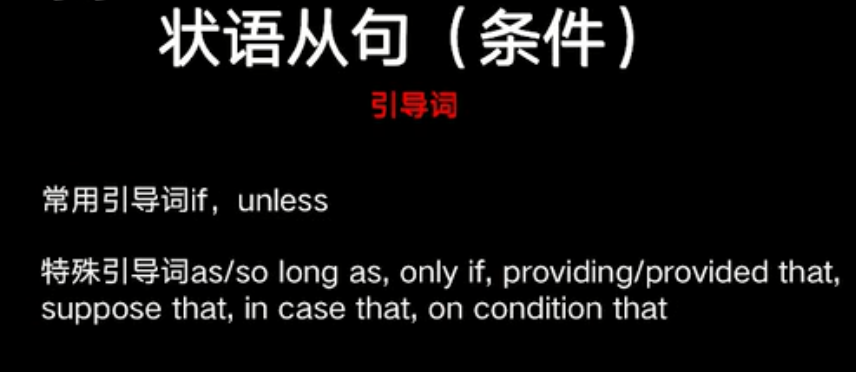 状语从句（条件）
引导词
常用引导词if，unless
特殊引导词as/so long as, only if, providing/provided that,
suppose that, in case that, on condition that